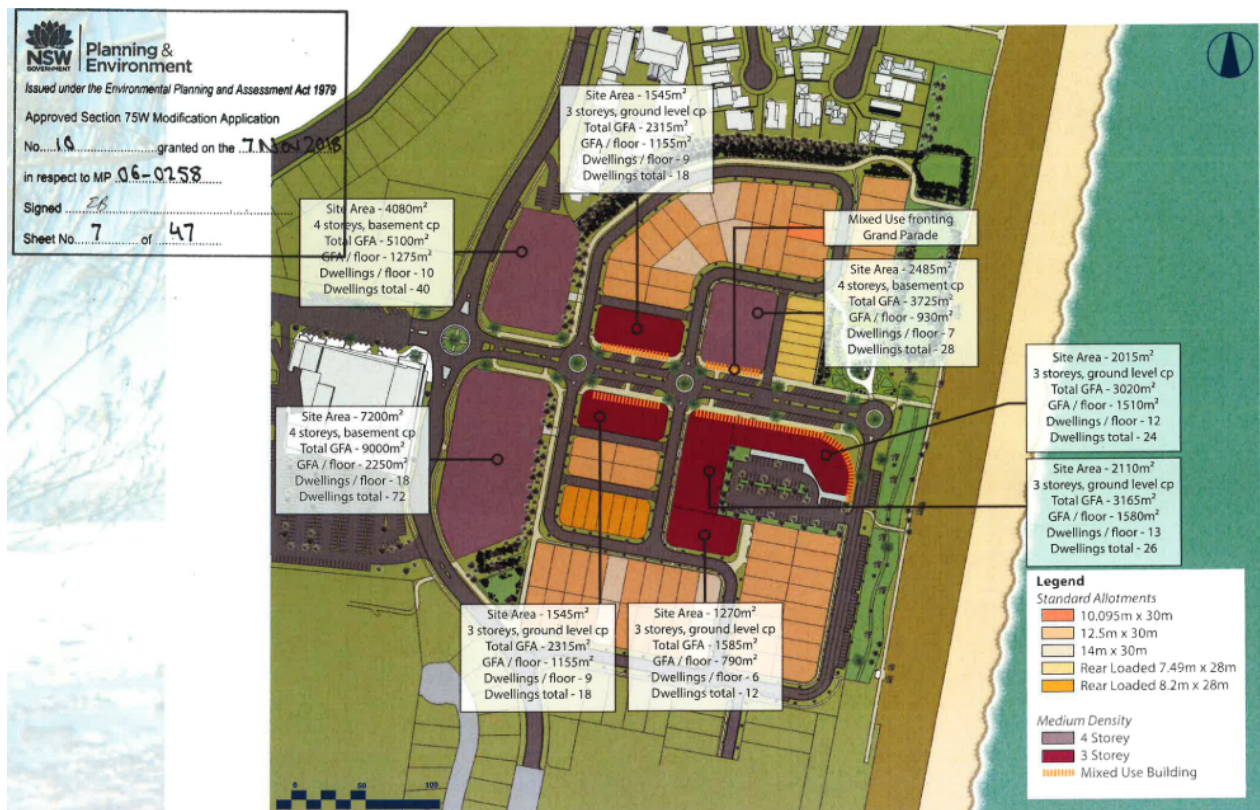 NSW
GOVERNMENT
Planning &
Environment
Issued under the Environmental Planning and Assessment Act 1979
Approved Section 75W Modification Application
No. 10 granted on the 7 Nov 2018
in respect to MP 06-0258
Signed
Sheet No. 7 of 47
Site Area - 1545m²
3 storeys, ground level cp
Total GFA - 2315m²
GFA / floor - 1155m²
Dwellings / floor - 9
Dwellings total - 18
Site Area - 4080m²
4 storeys, basement cp
Total GFA - 5100m²
GFA / floor - 1275m²
Dwellings / floor - 10
Dwellings total - 40
Mixed Use fronting
Grand Parade
Site Area - 2485m²
4 storeys, basement cp
Total GFA - 3725m²
GFA / floor - 930m²
Dwellings / floor - 7
Dwellings total - 28
Site Area - 2015m²
3 storeys, ground level cp
Total GFA - 3020m²
GFA / floor - 1510m²
Dwellings / floor - 12
Dwellings total - 24
Site Area - 7200m²
4 storeys, basement cp
Total GFA - 9000m²
GFA / floor - 2250m²
Dwellings / floor - 18
Dwellings total - 72
Site Area - 2110m²
3 storeys, ground level cp
Total GFA - 3165m²
GFA / floor - 1580m²
Dwellings / floor - 13
Dwellings total - 26
Site Area - 1545m²
3 storeys, ground level cp
Total GFA - 2315m²
GFA / floor - 1155m²
Dwellings / floor - 9
Dwellings total - 18
Site Area - 1270m²
3 storeys, ground level cp
Total GFA - 1585m²
GFA / floor - 790m²
Dwellings / floor - 6
Dwellings total - 12
Legend
Standard Allotments
10.095m x 30m
12.5m x 30m
14m x 30m
Rear Loaded 7.49m x 28m
Rear Loaded 8.2m x 28m
Medium Density
4 Storey
3 Storey
Mixed Use Building
0 50 100